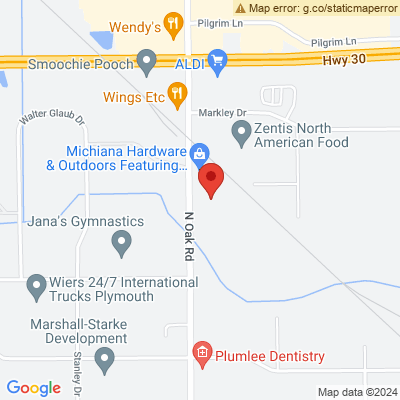 Map error: g.co/staticmaperror
Pilgrim Ln
Wendy's
Pilgrim Ln
Smoochie Pooch
ALDI
Hwy 30
Wings Etc
Walter Glaub Dr
Markley Dr
Zentis North
American Food
Michiana Hardware
& Outdoors Featuring...
Jana's Gymnastics
N Oak Rd
Wiers 24/7 International
Trucks Plymouth
Marshall-Starke
Development
Stanley Dr
Plumlee Dentistry
Google
Map data ©2024